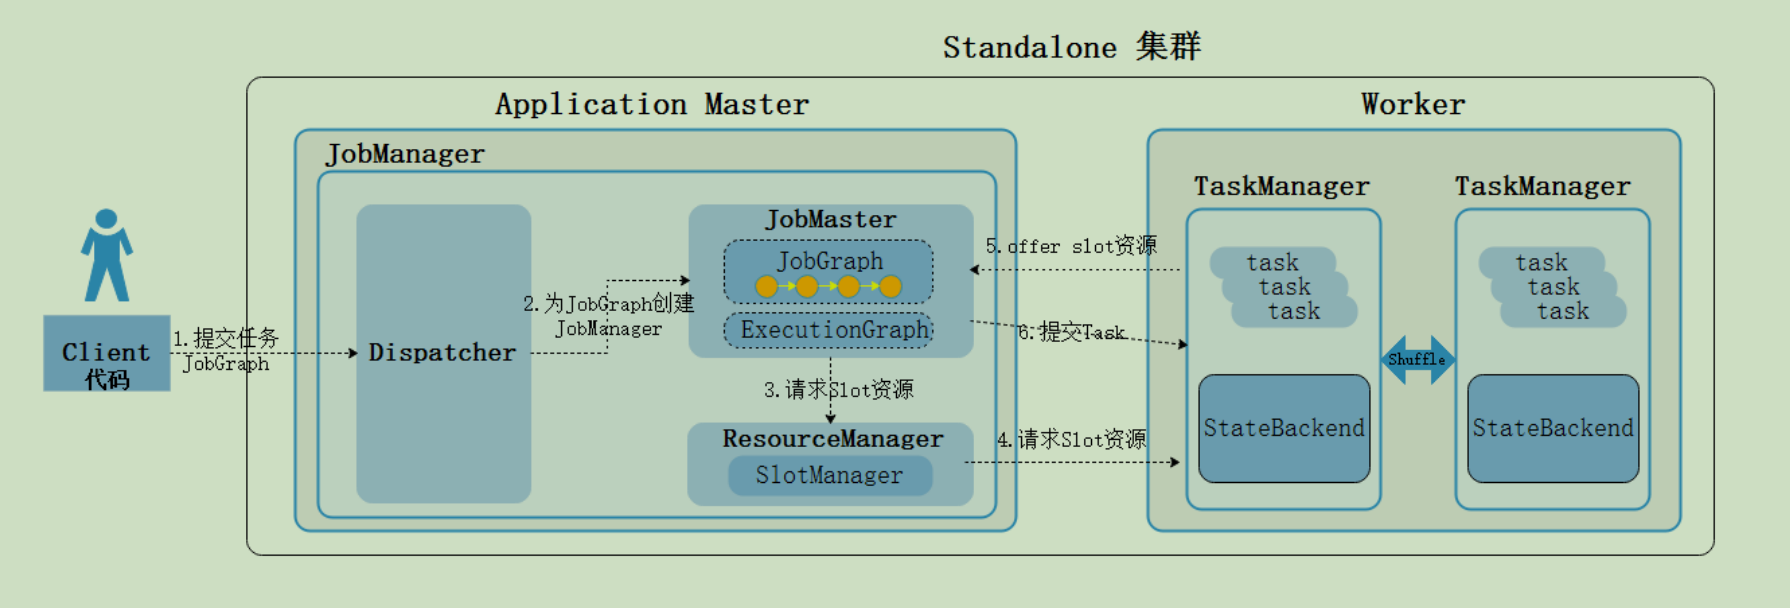 Standalone 集群
Application Master
Worker
JobManager
TaskManager
TaskManager
JobMaster
JobGraph
ExecutionGraph
5.offer slot资源
task
task
task
task
task
task
2.为JobGraph创建
JobManager
6.提交Task
1.提交任务
JobGraph
Client
代码
Dispatcher
Shuffle
3.请求Slot资源
ResourceManager
SlotManager
4.请求Slot资源
StateBackend
StateBackend